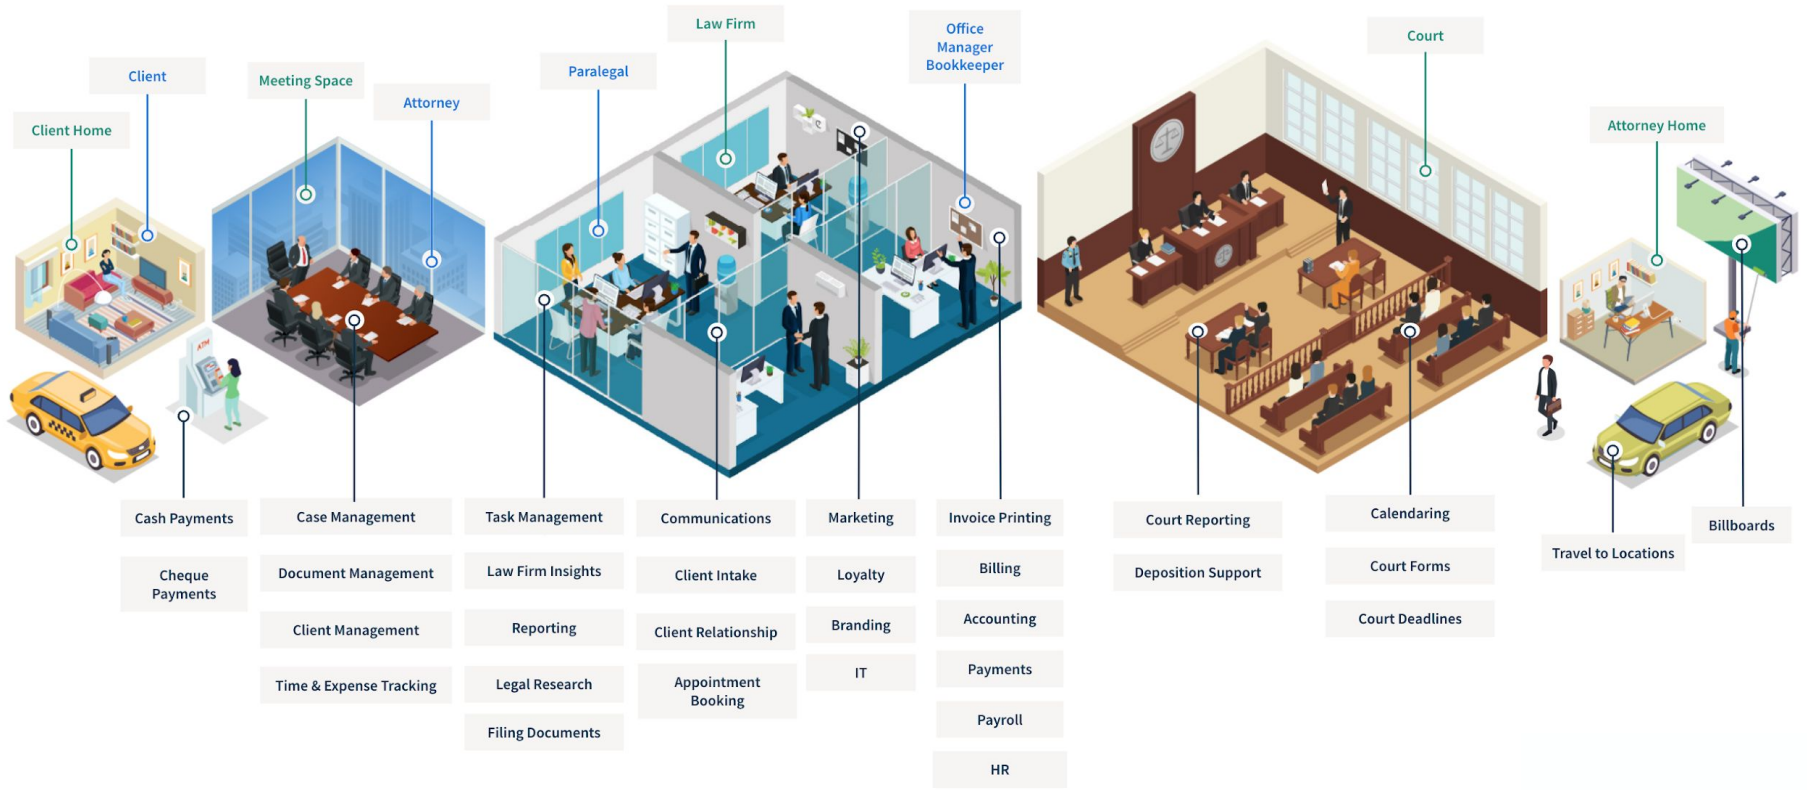 Law Firm
Office
Manager
Bookkeeper
Court
Client
Meeting Space
Attorney
Paralegal
Client Home
Attorney Home
ATM
Cash Payments
Cheque
Payments
Case Management
Document Management
Client Management
Time & Expense Tracking
Task Management
Law Firm Insights
Reporting
Legal Research
Filing Documents
Communications
Client Intake
Client Relationship
Appointment
Booking
Marketing
Loyalty
Branding
IT
Invoice Printing
Billing
Accounting
Payments
Payroll
HR
Court Reporting
Deposition Support
Calendaring
Court Forms
Court Deadlines
Travel to Locations
Billboards